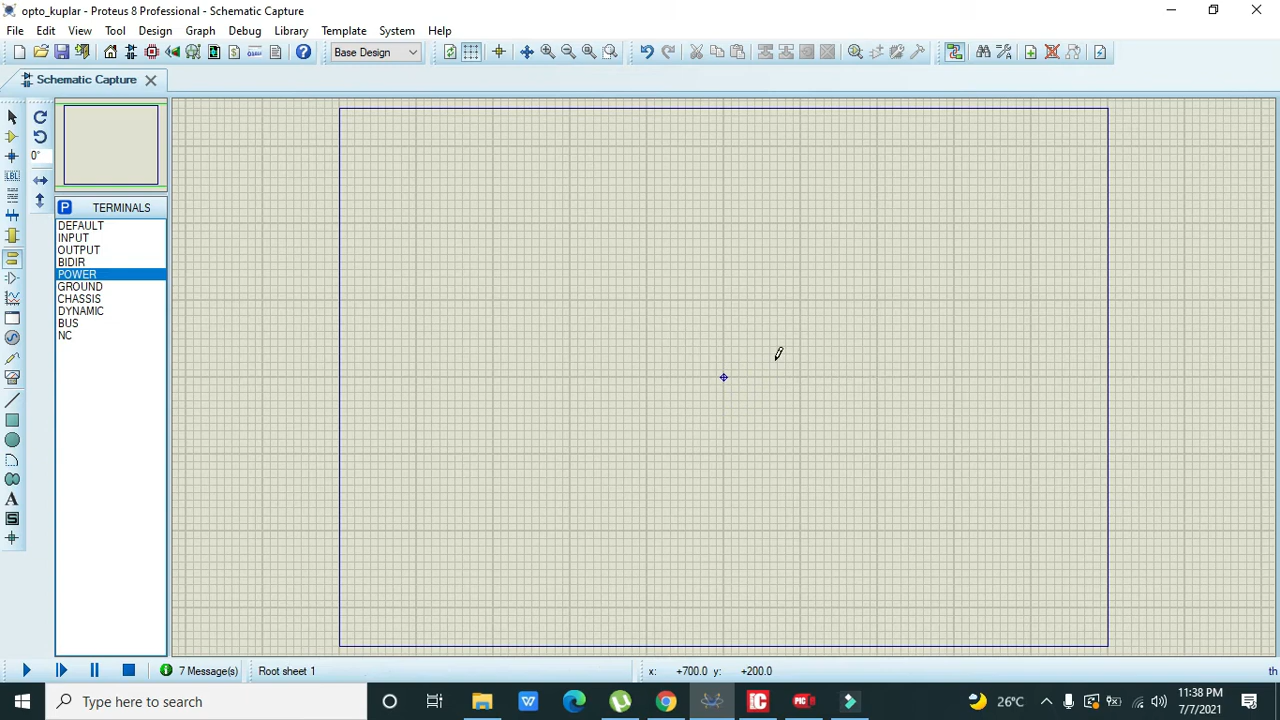 opto_kuplar - Proteus 8 Professional - Schematic Capture
File Edit View Tool Design Graph Debug Library Template System Help
Base Design
Schematic Capture
0°
LBL
P TERMINALS
DEFAULT
INPUT
OUTPUT
BIDIR
POWER
GROUND
CHASSIS
DYNAMIC
BUS
NC
A
S
7 Message(s) Root sheet 1 x: +700.0 y: +200.0 th
Type here to search 26°C 11:38 PM
7/7/2021